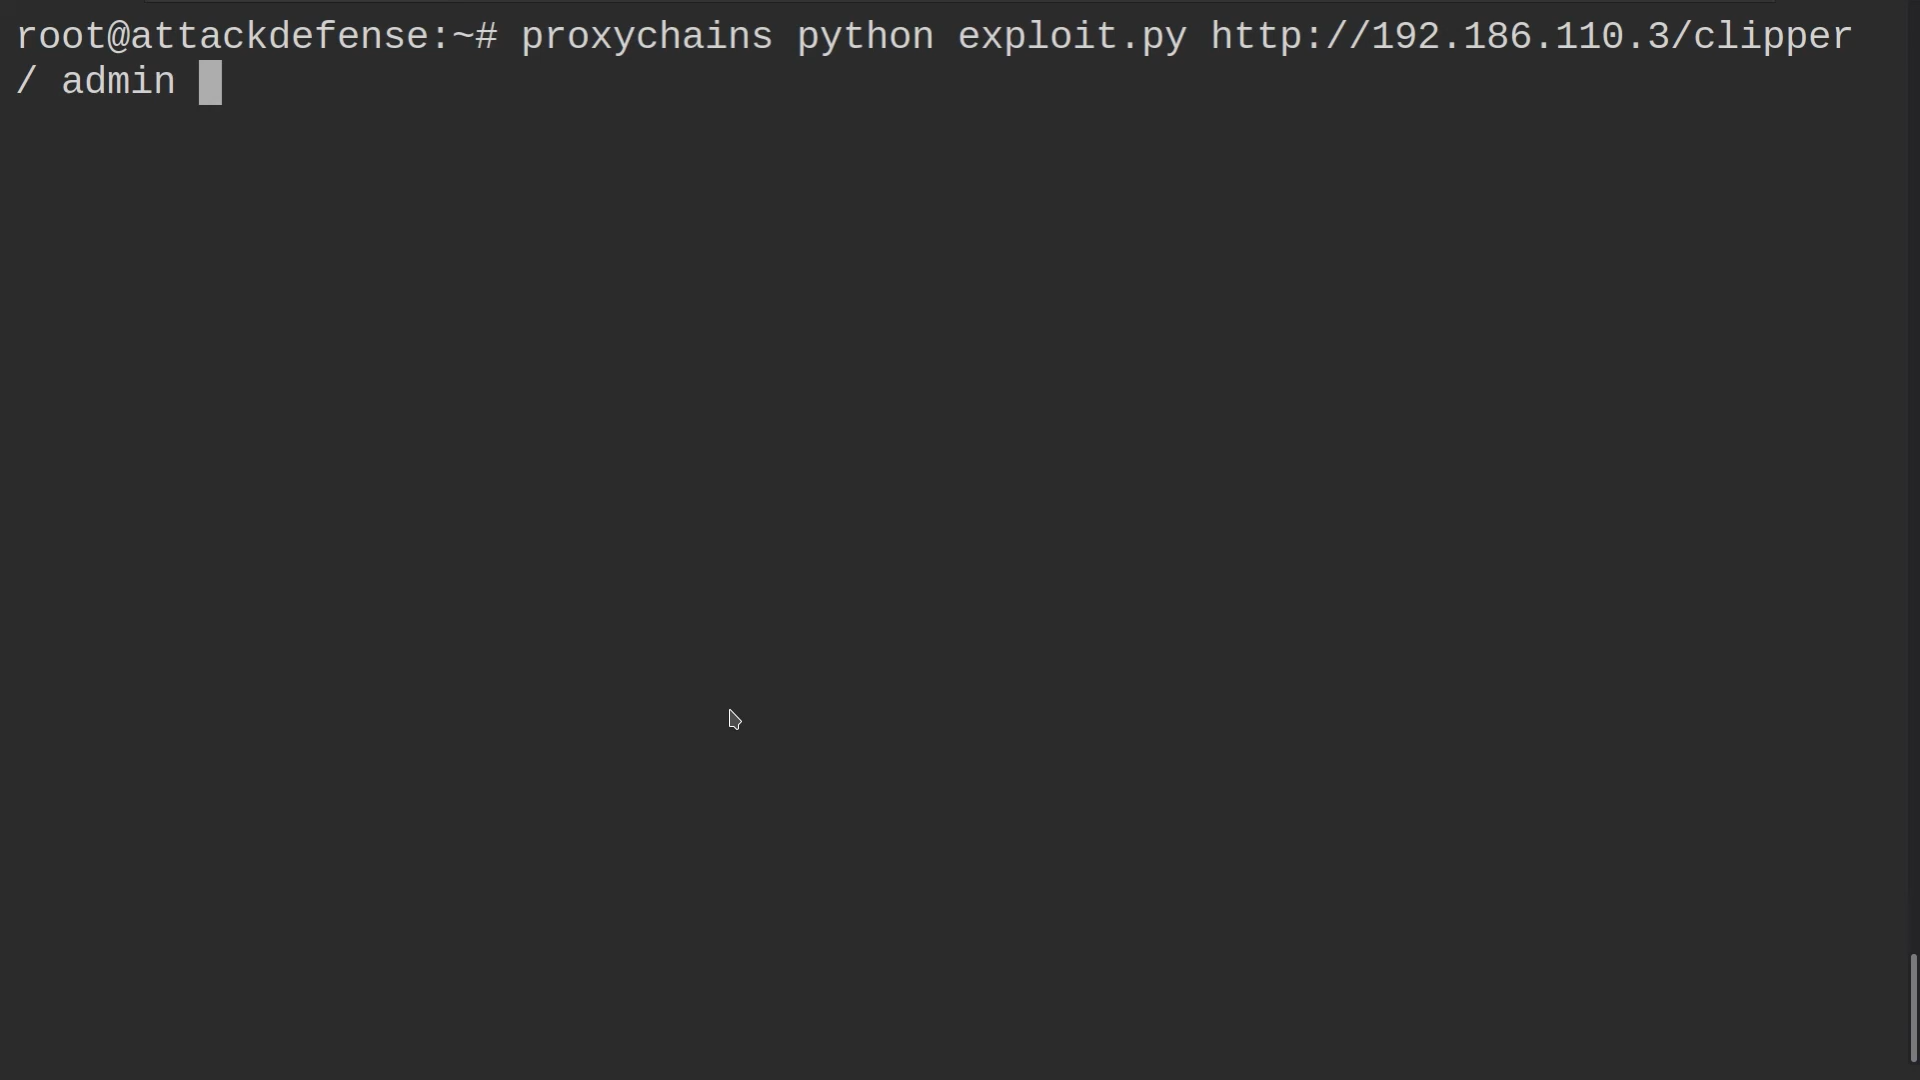 root@attackdefense:~# proxychains python exploit.py http://192.186.110.3/clipper
/ admin